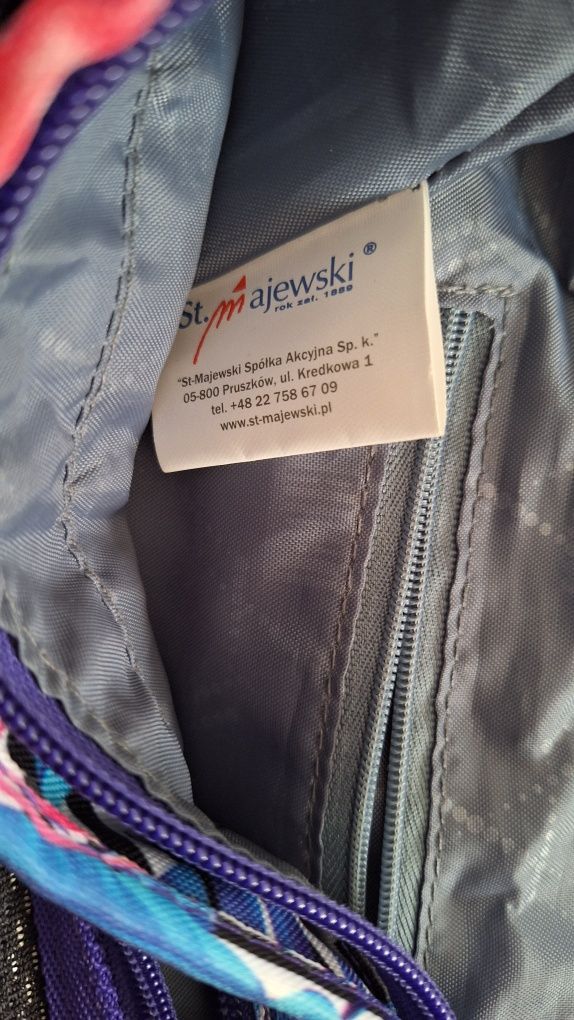 St. Majewski ®
rok zał. 1889
"St-Majewski Spółka Akcyjna Sp. k."
05-800 Pruszków, ul. Kredkowa 1
tel. +48 22 758 67 09
www.st-majewski.pl